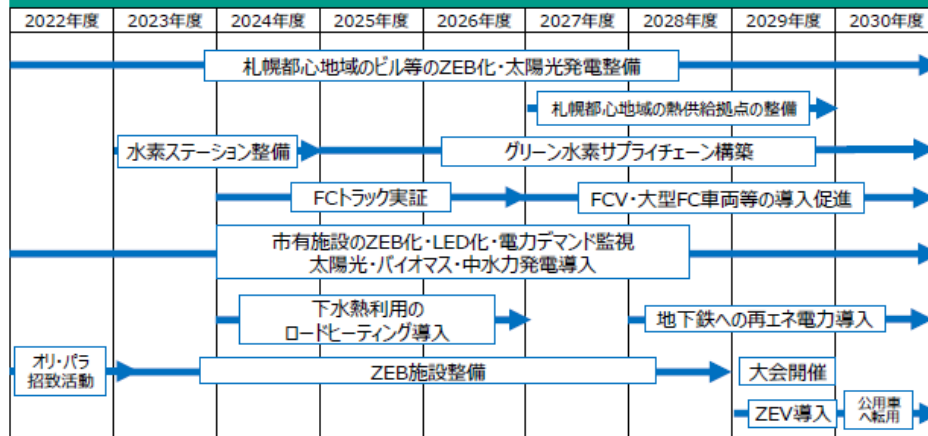 2022年度 2023年度 2024年度 2025年度 2026年度 2027年度 2028年度 2029年度 2030年度
札幌都心地域のビル等のZEB化・太陽光発電整備
札幌都心地域の熱供給拠点の整備
水素ステーション整備 グリーン水素サプライチェーン構築
FCトラック実証 FCV・大型FC車両等の導入促進
市有施設のZEB化・LED化・電力デマンド監視
太陽光・バイオマス・中水力発電導入
下水熱利用の
ロードヒーティング導入
地下鉄への再エネ電力導入
オリ・パラ
招致活動
ZEB施設整備 大会開催
ZEV導入
公用車
へ転用